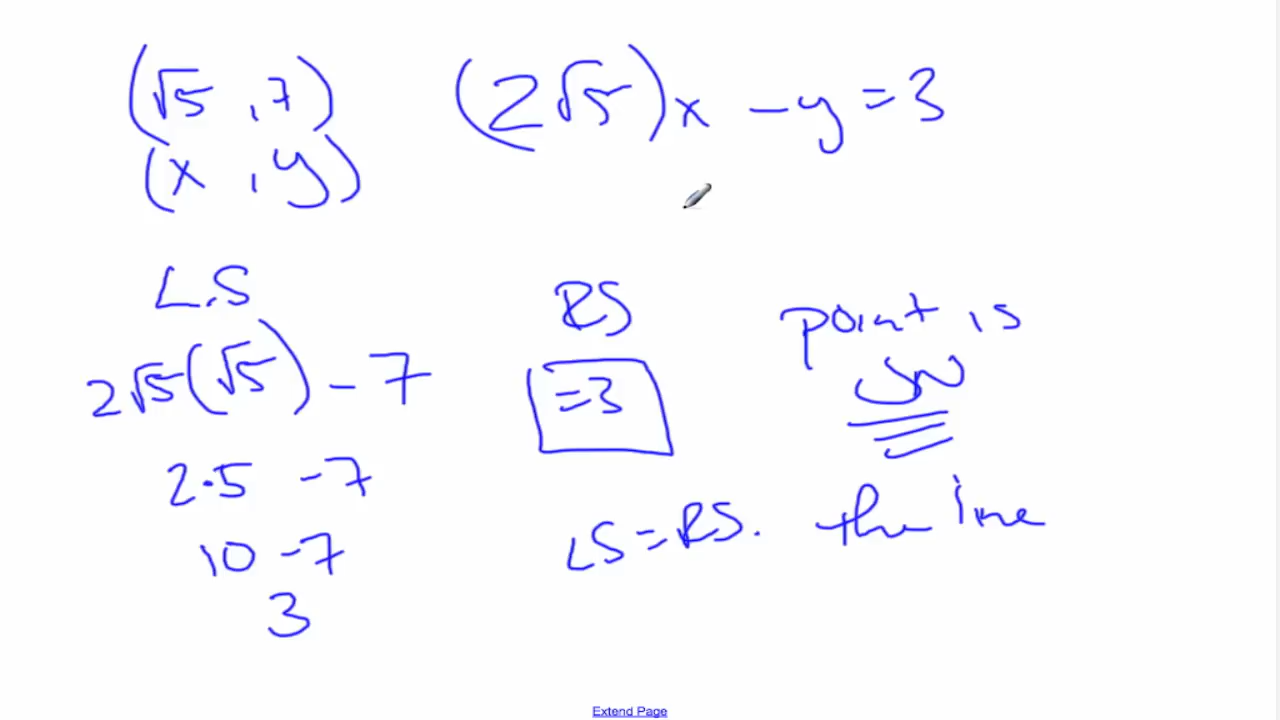 (√5 , 7) (2√5)x - y = 3
(x , y)
L.S
2√5(√5) - 7
2·5 - 7
10 - 7
3
RS
= 3
LS = RS.
point is
ON
the line
Extend Page